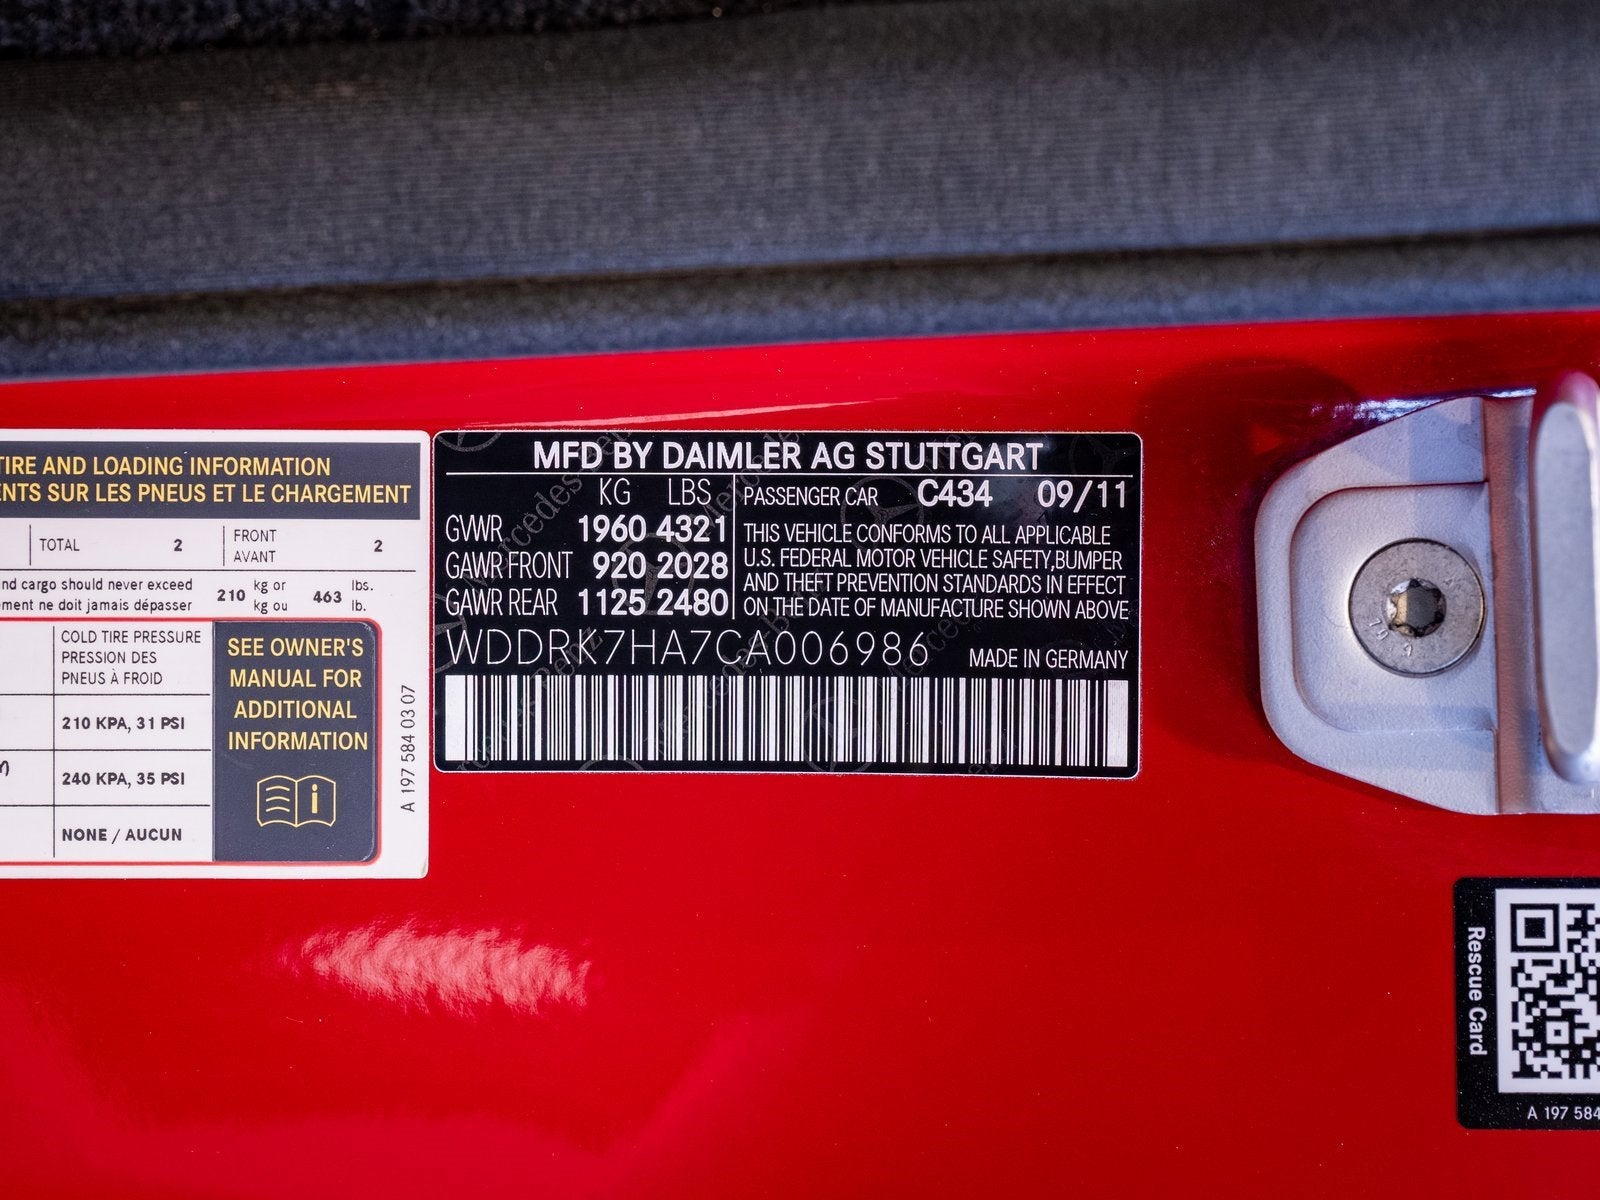 TIRE AND LOADING INFORMATION
SUR LES PNEUS ET LE CHARGEMENT
TOTAL 2 FRONT 2
AVANT
cargo should never exceed 210 kg or 463 lbs.
ne doit jamais dépasser kg ou lb.
COLD TIRE PRESSURE
PRESSION DES
PNEUS À FROID
210 KPA, 31 PSI
240 KPA, 35 PSI
NONE / AUCUN
SEE OWNER'S
MANUAL FOR
ADDITIONAL
INFORMATION
A 197 584 03 07
MFD BY DAIMLER AG STUTTGART
KG LBS
GVWR 1960 4321
GAWR FRONT 920 2028
GAWR REAR 1125 2480
PASSENGER CAR C434 09/11
THIS VEHICLE CONFORMS TO ALL APPLICABLE
U.S. FEDERAL MOTOR VEHICLE SAFETY,BUMPER
AND THEFT PREVENTION STANDARDS IN EFFECT
ON THE DATE OF MANUFACTURE SHOWN ABOVE
WDDRK7HA7CA006986
MADE IN GERMANY
Rescue Card
A 197 584